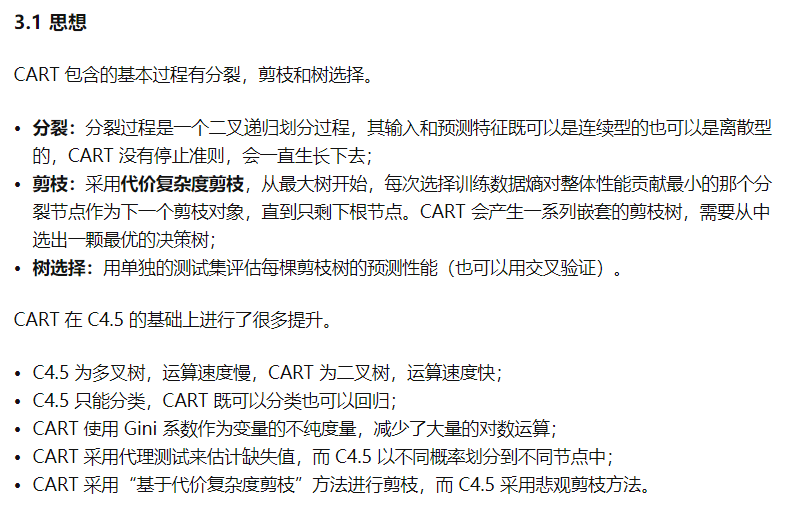 3.1 思想
CART 包含的基本过程有分裂，剪枝和树选择。
• 分裂：分裂过程是一个二叉递归划分过程，其输入和预测特征既可以是连续型的也可以是离散型
的，CART 没有停止准则，会一直生长下去；
• 剪枝：采用代价复杂度剪枝，从最大树开始，每次选择训练数据熵对整体性能贡献最小的那个分
裂节点作为下一个剪枝对象，直到只剩下根节点。CART 会产生一系列嵌套的剪枝树，需要从中
选出一颗最优的决策树；
• 树选择：用单独的测试集评估每棵剪枝树的预测性能（也可以用交叉验证）。
CART 在 C4.5 的基础上进行了很多提升。
• C4.5 为多叉树，运算速度慢，CART 为二叉树，运算速度快；
• C4.5 只能分类，CART 既可以分类也可以回归；
• CART 使用 Gini 系数作为变量的不纯度量，减少了大量的对数运算；
• CART 采用代理测试来估计缺失值，而 C4.5 以不同概率划分到不同节点中；
• CART 采用“基于代价复杂度剪枝”方法进行剪枝，而 C4.5 采用悲观剪枝方法。